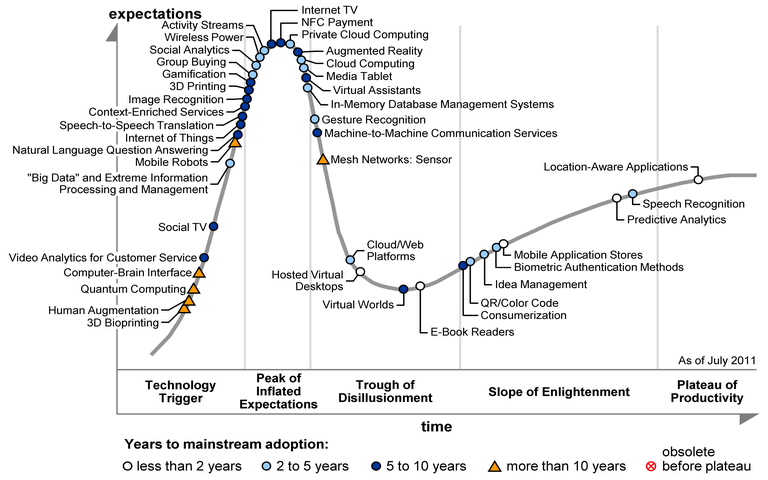 expectations
Activity Streams
Wireless Power
Social Analytics
Group Buying
Gamification
3D Printing
Image Recognition
Context-Enriched Services
Speech-to-Speech Translation
Internet of Things
Natural Language Question Answering
Mobile Robots
"Big Data" and Extreme Information
Processing and Management
Social TV
Video Analytics for Customer Service
Computer-Brain Interface
Quantum Computing
Human Augmentation
3D Bioprinting
Internet TV
NFC Payment
Private Cloud Computing
Augmented Reality
Cloud Computing
Media Tablet
Virtual Assistants
In-Memory Database Management Systems
Gesture Recognition
Machine-to-Machine Communication Services
Mesh Networks: Sensor
Cloud/Web
Platforms
Hosted Virtual
Desktops
Virtual Worlds
E-Book Readers
Location-Aware Applications
Speech Recognition
Predictive Analytics
Mobile Application Stores
Biometric Authentication Methods
Idea Management
QR/Color Code
Consumerization
As of July 2011
Technology
Trigger
Peak of
Inflated
Expectations
Trough of
Disillusionment
Slope of Enlightenment
Plateau of
Productivity
time
Years to mainstream adoption:
less than 2 years
2 to 5 years
5 to 10 years
more than 10 years
obsolete
before plateau